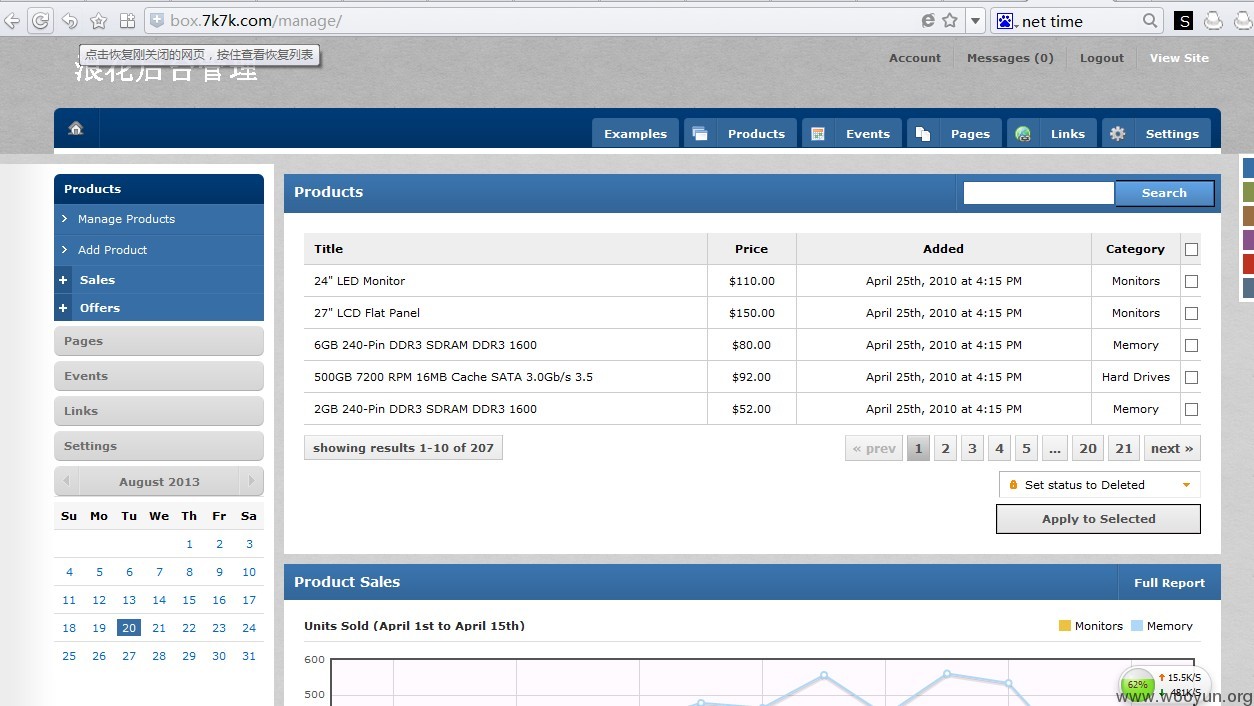 box.7k7k.com/manage/
net time
S
点击恢复刚关闭的网页，按住查看恢复列表
浪花后台管理
Account
Messages (0)
Logout
View Site
Examples
Products
Events
Pages
Links
Settings
Products
Manage Products
Add Product
Sales
Offers
Pages
Events
Links
Settings
August 2013
Su Mo Tu We Th Fr Sa
1 2 3
4 5 6 7 8 9 10
11 12 13 14 15 16 17
18 19 20 21 22 23 24
25 26 27 28 29 30 31
Products
Search
Title Price Added Category
24" LED Monitor $110.00 April 25th, 2010 at 4:15 PM Monitors
27" LCD Flat Panel $150.00 April 25th, 2010 at 4:15 PM Monitors
6GB 240-Pin DDR3 SDRAM DDR3 1600 $80.00 April 25th, 2010 at 4:15 PM Memory
500GB 7200 RPM 16MB Cache SATA 3.0Gb/s 3.5 $92.00 April 25th, 2010 at 4:15 PM Hard Drives
2GB 240-Pin DDR3 SDRAM DDR3 1600 $52.00 April 25th, 2010 at 4:15 PM Memory
showing results 1-10 of 207
« prev 1 2 3 4 5 ... 20 21 next »
Set status to Deleted
Apply to Selected
Product Sales
Full Report
Units Sold (April 1st to April 15th)
Monitors Memory
600
500
62%
15.5K/S
481K/S
www.wooyun.org